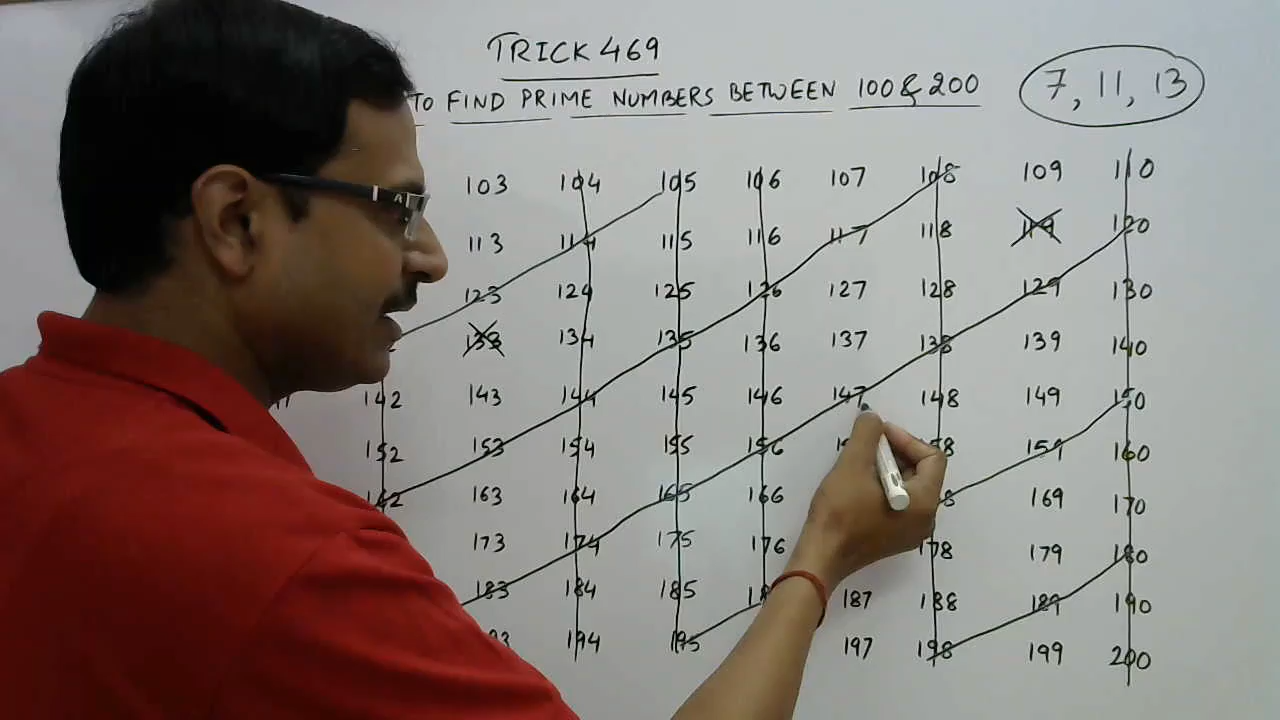 TRICK 469
TO FIND PRIME NUMBERS BETWEEN 100 & 200
7, 11, 13
103 104 105 106 107 108 109 110
113 114 115 116 117 118 119 120
123 124 125 126 127 128 129 130
133 134 135 136 137 138 139 140
142 143 144 145 146 147 148 149 150
152 153 154 155 156 158 159 160
162 163 164 165 166 169 170
173 174 175 176 178 179 180
183 184 185 187 188 189 190
194 195 197 198 199 200